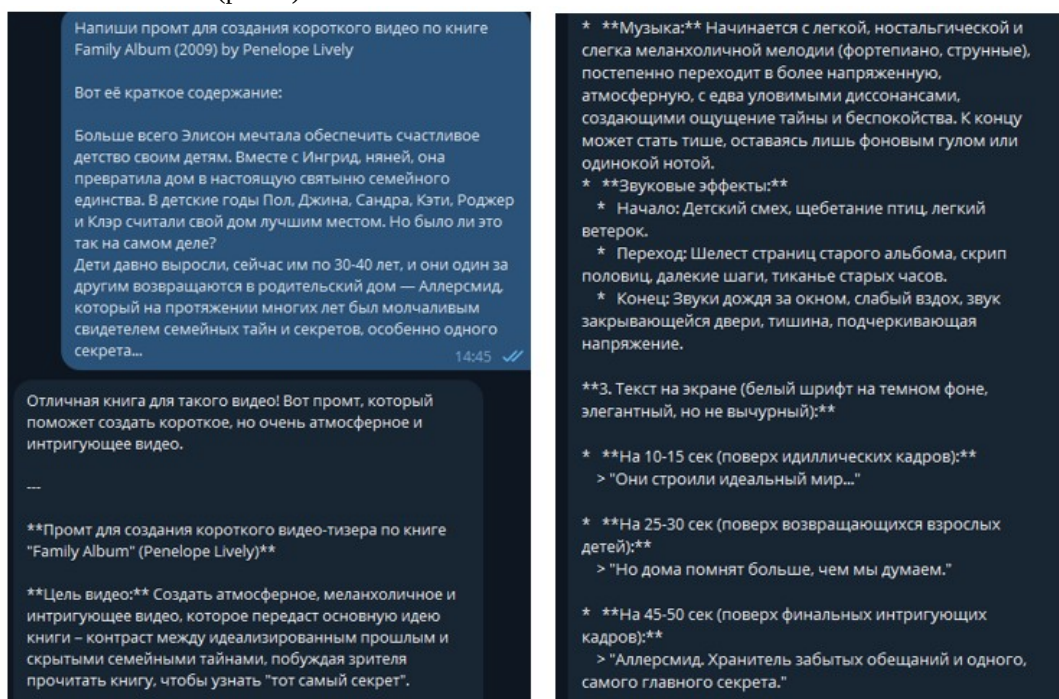 Напиши промт для создания короткого видео по книге
Family Album (2009) by Penelope Lively
Вот её краткое содержание:
Больше всего Элисон мечтала обеспечить счастливое
детство своим детям. Вместе с Ингрид, няней, она
превратила дом в настоящую святыню семейного
единства. В детские годы Пол, Джина, Сандра, Кэти, Роджер
и Клэр считали свой дом лучшим местом. Но было ли это
так на самом деле?
Дети давно выросли, сейчас им по 30-40 лет, и они один за
другим возвращаются в родительский дом — Аллерсмид,
который на протяжении многих лет был молчаливым
свидетелем семейных тайн и секретов, особенно одного
секрета...
14:45
Отличная книга для такого видео! Вот промт, который
поможет создать короткое, но очень атмосферное и
интригующее видео.
---
**Промт для создания короткого видео-тизера по книге
"Family Album" (Penelope Lively)**
**Цель видео:** Создать атмосферное, меланхоличное и
интригующее видео, которое передаст основную идею
книги – контраст между идеализированным прошлым и
скрытыми семейными тайнами, побуждая зрителя
прочитать книгу, чтобы узнать "тот самый секрет".
* **Музыка:** Начинается с легкой, ностальгической и
слегка меланхоличной мелодии (фортепиано, струнные),
постепенно переходит в более напряженную,
атмосферную, с едва уловимыми диссонансами,
создающими ощущение тайны и беспокойства. К концу
может стать тише, оставаясь лишь фоновым гулом или
одинокой нотой.
* **Звуковые эффекты:**
* Начало: Детский смех, щебетание птиц, легкий
ветерок.
* Переход: Шелест страниц старого альбома, скрип
половиц, далекие шаги, тиканье старых часов.
* Конец: Звуки дождя за окном, слабый вздох, звук
закрывающейся двери, тишина, подчеркивающая
напряжение.
**3. Текст на экране (белый шрифт на темном фоне,
элегантный, но не вычурный):**
* **На 10-15 сек (поверх идиллических кадров):**
> "Они строили идеальный мир..."
* **На 25-30 сек (поверх возвращающихся взрослых
детей):**
> "Но дома помнят больше, чем мы думаем."
* **На 45-50 сек (поверх финальных интригующих
кадров):**
> "Аллерсмид. Хранитель забытых обещаний и одного,
самого главного секрета."